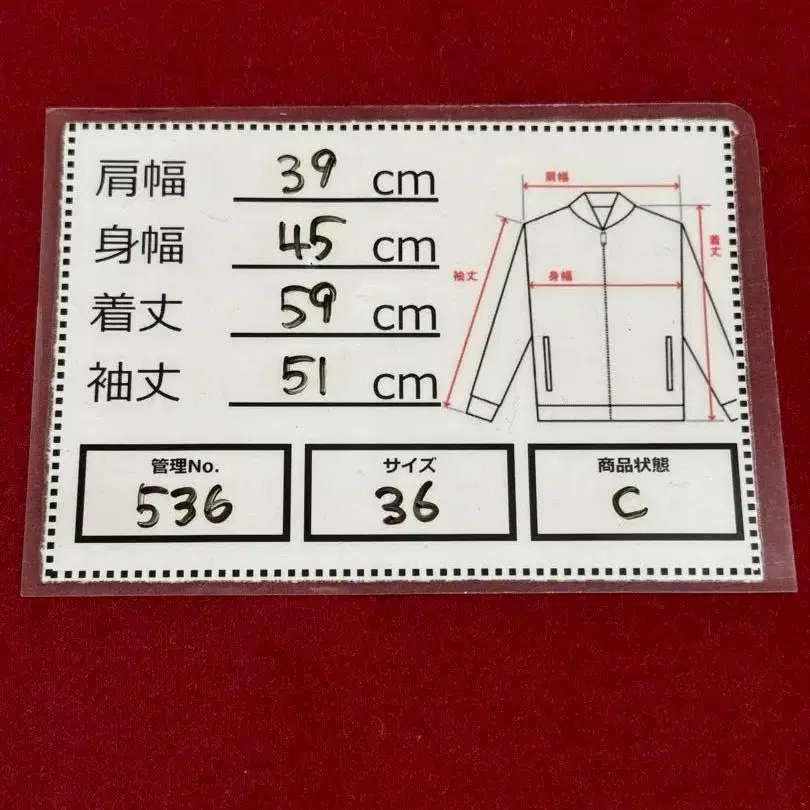 肩幅 39 cm
身幅 45 cm
着丈 59 cm
袖丈 51 cm
肩幅
袖丈
身幅
着丈
管理No.
536
サイズ
36
商品状態
C